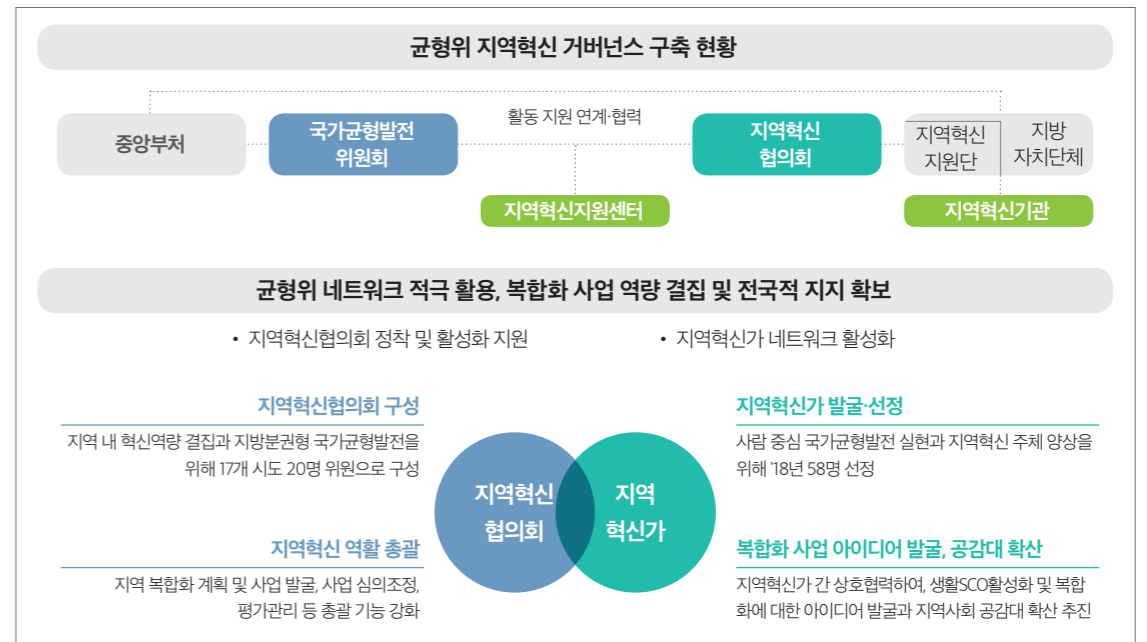 균형위 지역혁신 거버넌스 구축 현황
활동 지원 연계·협력
중앙부처
국가균형발전
위원회
지역혁신
협의회
지역혁신
지원단
지방
자치단체
지역혁신지원센터
지역혁신기관
균형위 네트워크 적극 활용, 복합화 사업 역량 결집 및 전국적 지지 확보
• 지역혁신협의회 정착 및 활성화 지원
• 지역혁신가 네트워크 활성화
지역혁신협의회 구성
지역 내 혁신역량 결집과 지방분권형 국가균형발전을
위해 17개 시도 20명 위원으로 구성
지역혁신 역활 총괄
지역 복합화 계획 및 사업 발굴, 사업 심의조정,
평가관리 등 총괄 기능 강화
지역혁신
협의회
지역
혁신가
지역혁신가 발굴·선정
사람 중심 국가균형발전 실현과 지역혁신 주체 양상을
위해 '18년 58명 선정
복합화 사업 아이디어 발굴, 공감대 확산
지역혁신가 간 상호협력하여, 생활SCO활성화 및 복합
화에 대한 아이디어 발굴과 지역사회 공감대 확산 추진